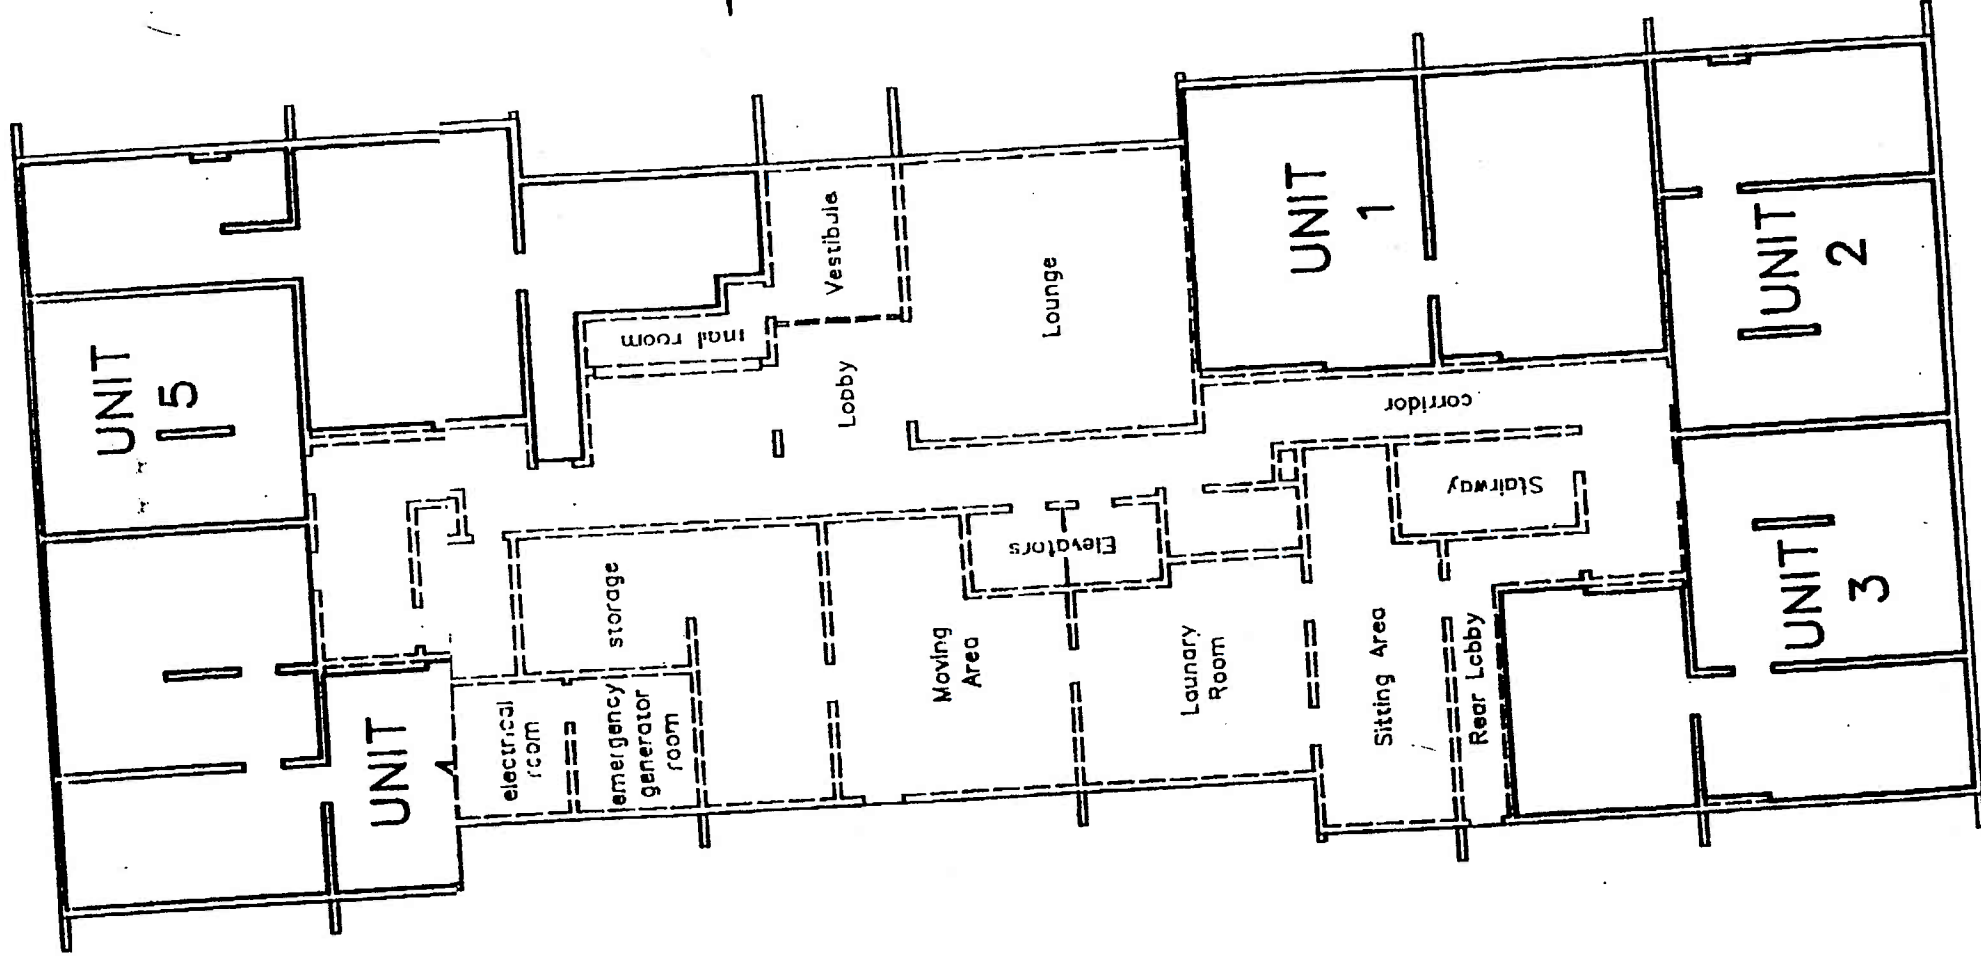 UNIT
5
UNIT
4
electrical
room
emergency
generator
room
storage
mail room
Vestibule
Lobby
Lounge
Moving
Area
Elevators
Launary
Room
Sitting Area
Rear Lobby
Stairway
corridor
UNIT
1
UNIT
2
UNIT
3